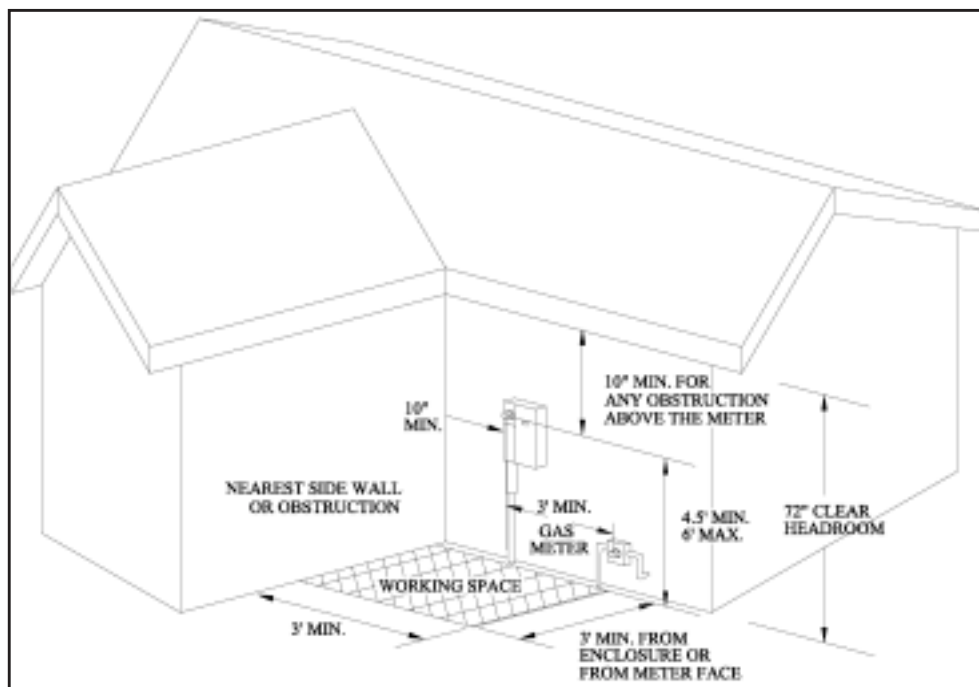 10" MIN. FOR
ANY OBSTRUCTION
ABOVE THE METER
10"
MIN.
NEAREST SIDE WALL
OR OBSTRUCTION
3' MIN.
GAS
METER
4.5' MIN.
6' MAX.
72" CLEAR
HEADROOM
WORKING SPACE
3' MIN.
3' MIN. FROM
ENCLOSURE OR
FROM METER FACE